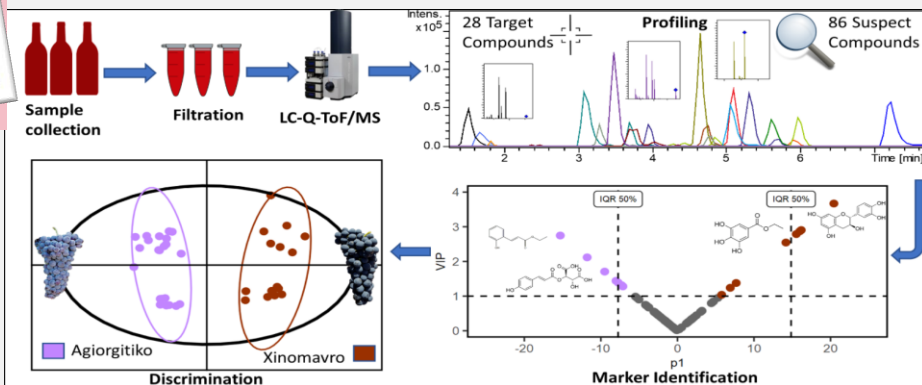 28 Target
Compounds
Profiling
86 Suspect
Compounds
Intens.
x10⁵
1.0
0.5
0.0
2 3 4 5 6 Time [min]
Sample
collection
Filtration
LC-Q-ToF/MS
Agiorgitiko
Xinomavro
Discrimination
IQR 50%
IQR 50%
VIP
4
3
2
1
0
-20 -10 0 10 20
p1
Marker Identification